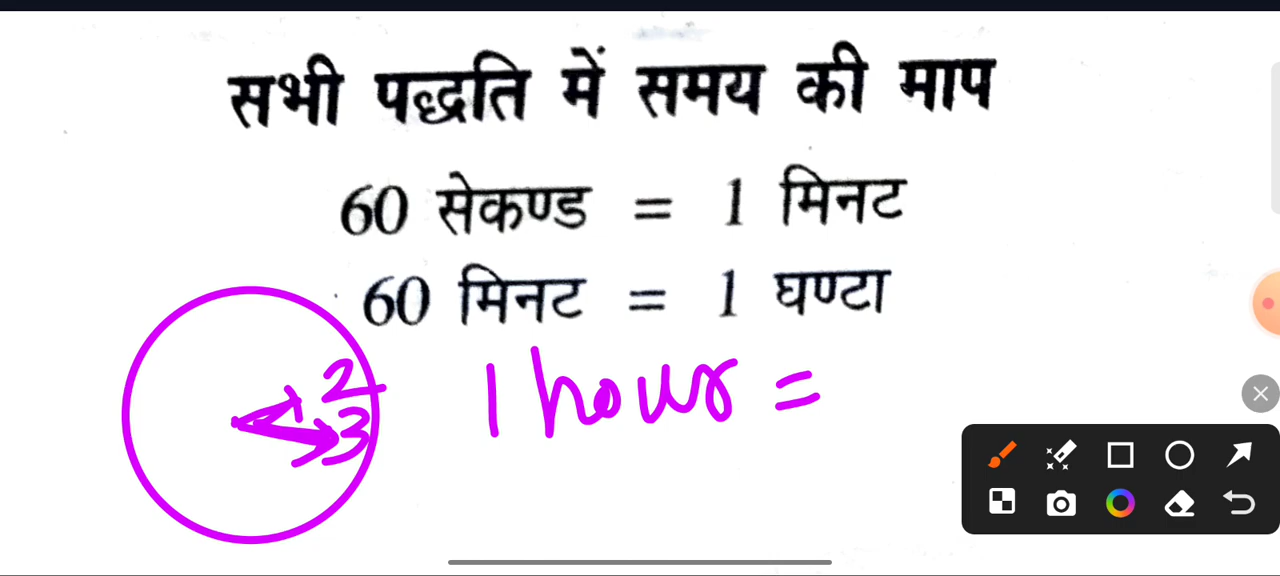 सभी पद्धति में समय की माप
60 सेकण्ड = 1 मिनट
60 मिनट = 1 घण्टा
1 hour =
2
3